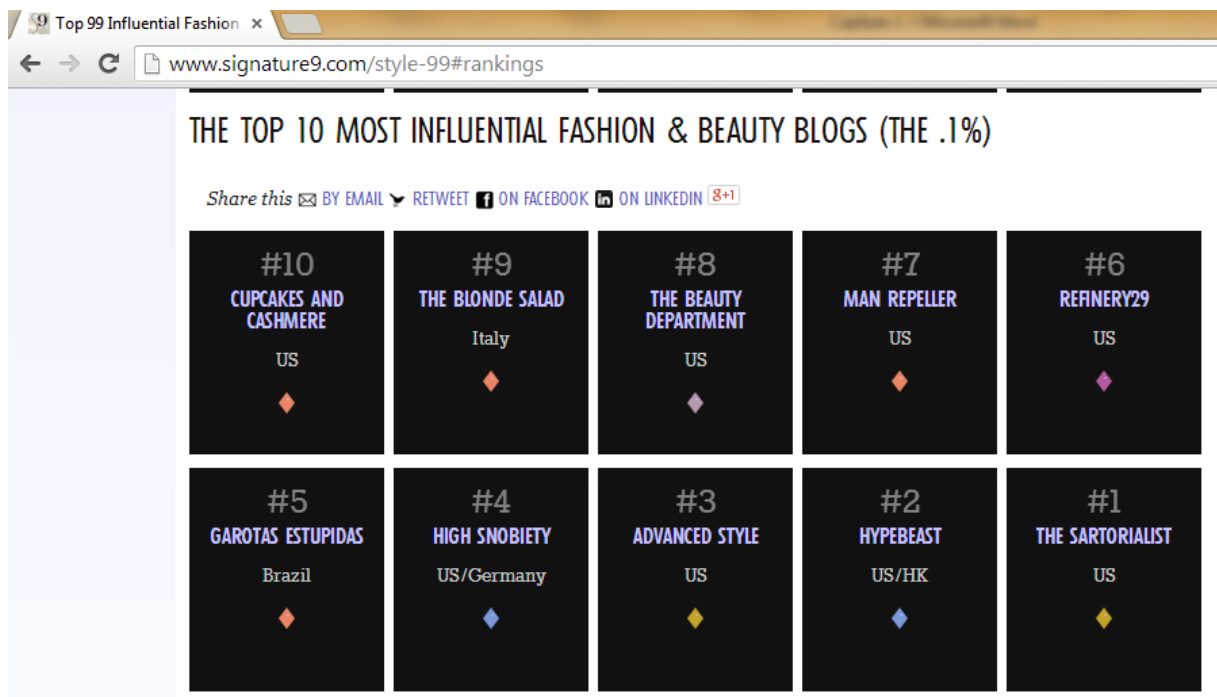 Top 99 Influential Fashion
www.signature9.com/style-99#rankings
THE TOP 10 MOST INFLUENTIAL FASHION & BEAUTY BLOGS (THE .1%)
Share this BY EMAIL RETWEET ON FACEBOOK ON LINKEDIN g+1
#10
CUPCAKES AND
CASHMERE
US
#9
THE BLONDE SALAD
Italy
#8
THE BEAUTY
DEPARTMENT
US
#7
MAN REPELLER
US
#6
REFINERY29
US
#5
GAROTAS ESTUPIDAS
Brazil
#4
HIGH SNOBIETY
US/Germany
#3
ADVANCED STYLE
US
#2
HYPEBEAST
US/HK
#1
THE SARTORIALIST
US